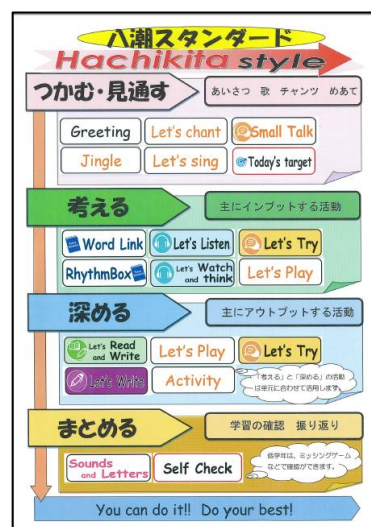 八潮スタンダード
Hachikita style
つかむ・見通す
あいさつ 歌 チャンツ めあて
Greeting
Let's chant
Small Talk
Jingle
Let's sing
Today's target
考える
主にインプットする活動
Word Link
Let's Listen
Let's Try
RhythmBox
Let's Watch
and think
Let's Play
深める
主にアウトプットする活動
Let's Read
and Write
Let's Play
Let's Try
Let's Write
Activity
「考える」と「深める」の活動
は単元に合わせて活用します。
まとめる
学習の確認 振り返り
Sounds
and Letters
Self Check
低学年は、ミッシングゲーム
などで確認ができます。
You can do it!! Do your best!